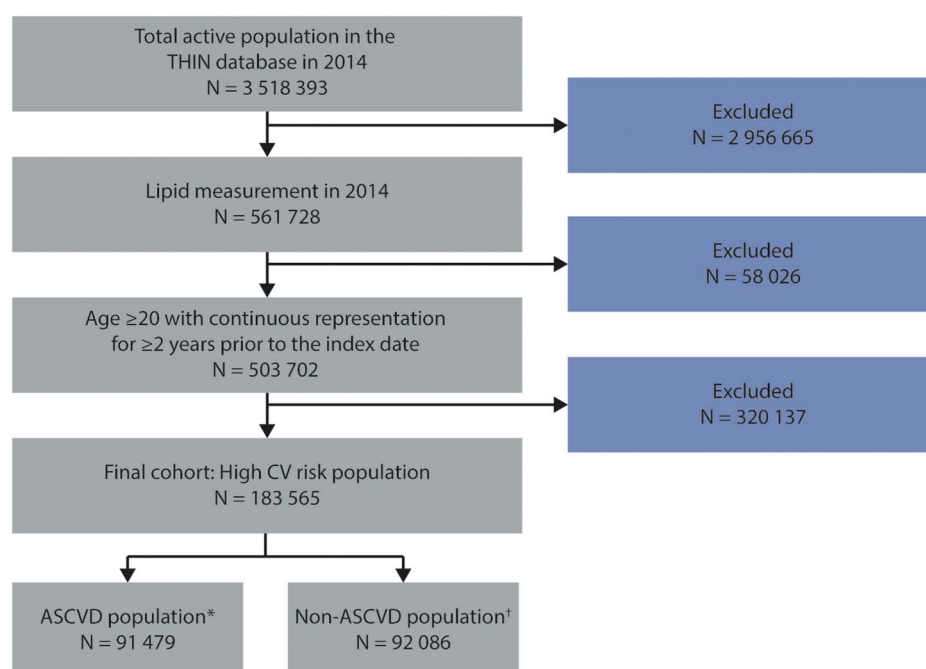 Total active population in the
THIN database in 2014
N = 3 518 393
Excluded
N = 2 956 665
Lipid measurement in 2014
N = 561 728
Excluded
N = 58 026
Age ≥20 with continuous representation
for ≥2 years prior to the index date
N = 503 702
Excluded
N = 320 137
Final cohort: High CV risk population
N = 183 565
ASCVD population*
N = 91 479
Non-ASCVD population†
N = 92 086